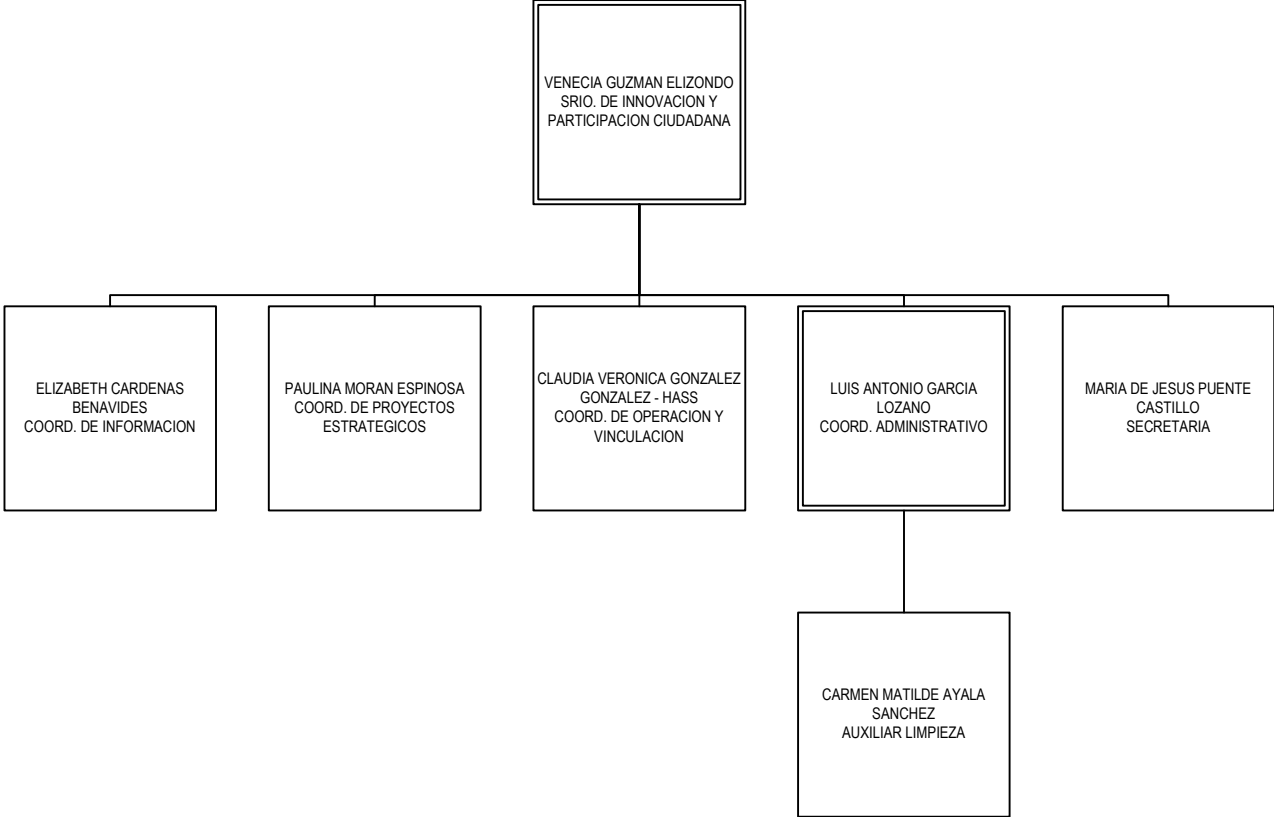 VENECIA GUZMAN ELIZONDO
SRIO. DE INNOVACION Y
PARTICIPACION CIUDADANA
ELIZABETH CARDENAS
BENAVIDES
COORD. DE INFORMACION
PAULINA MORAN ESPINOSA
COORD. DE PROYECTOS
ESTRATEGICOS
CLAUDIA VERONICA GONZALEZ
GONZALEZ - HASS
COORD. DE OPERACION Y
VINCULACION
LUIS ANTONIO GARCIA
LOZANO
COORD. ADMINISTRATIVO
MARIA DE JESUS PUENTE
CASTILLO
SECRETARIA
CARMEN MATILDE AYALA
SANCHEZ
AUXILIAR LIMPIEZA